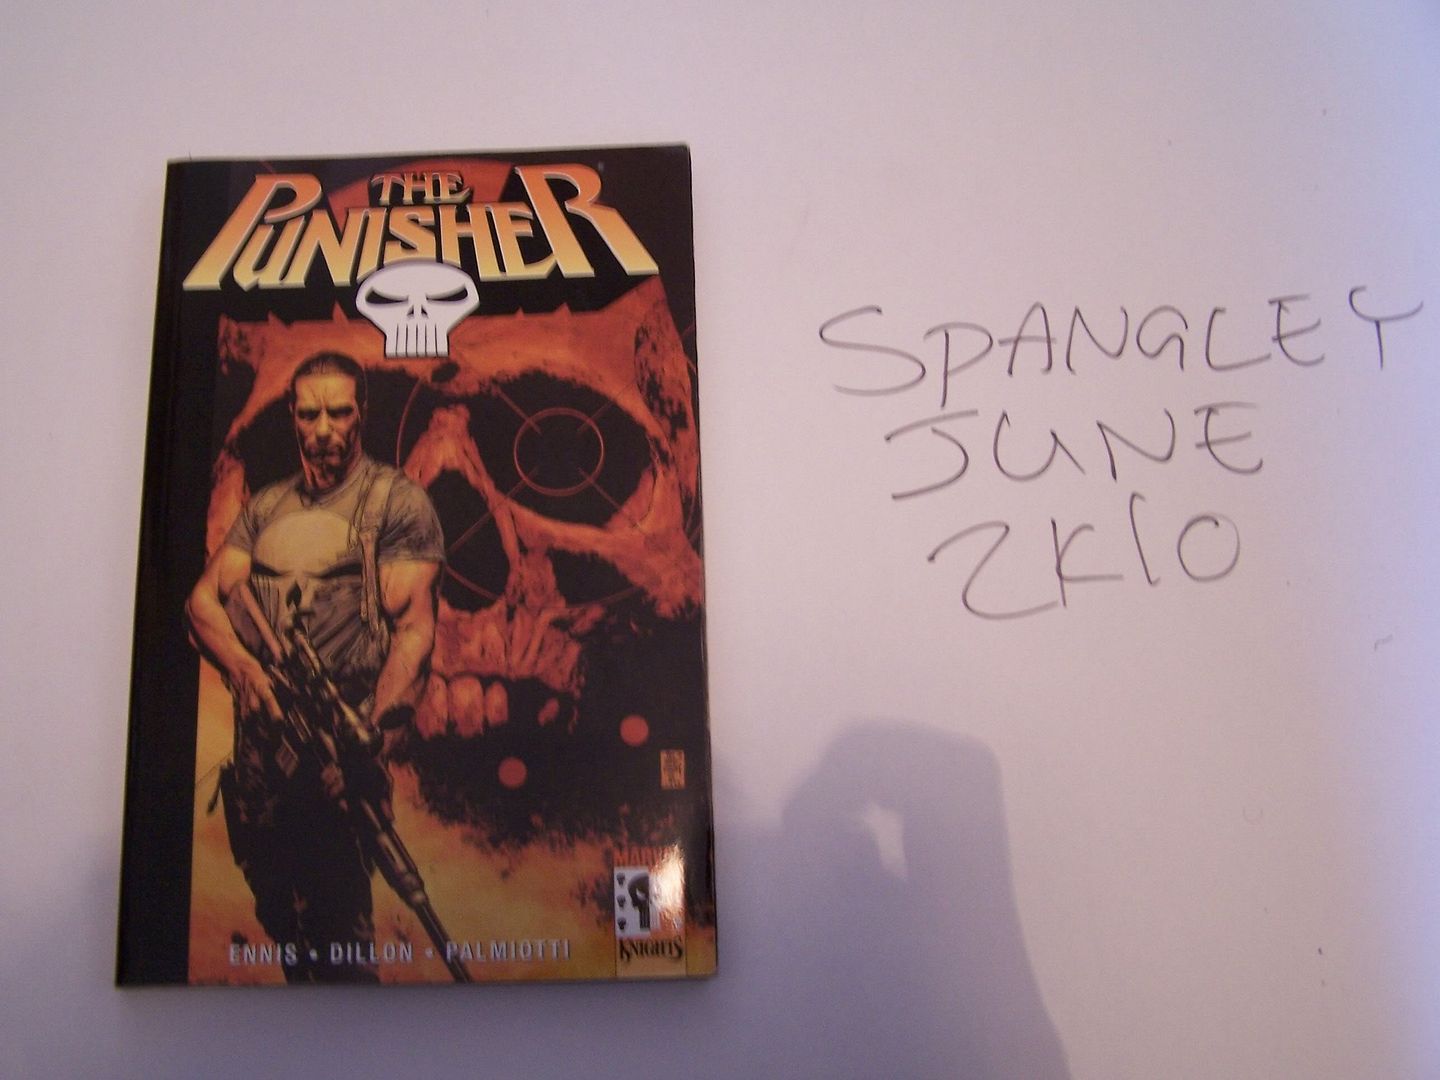 THE
PUNISHER
ENNIS • DILLON • PALMIOTTI
KNIGHTS
SPANGLEY
JUNE
2K10